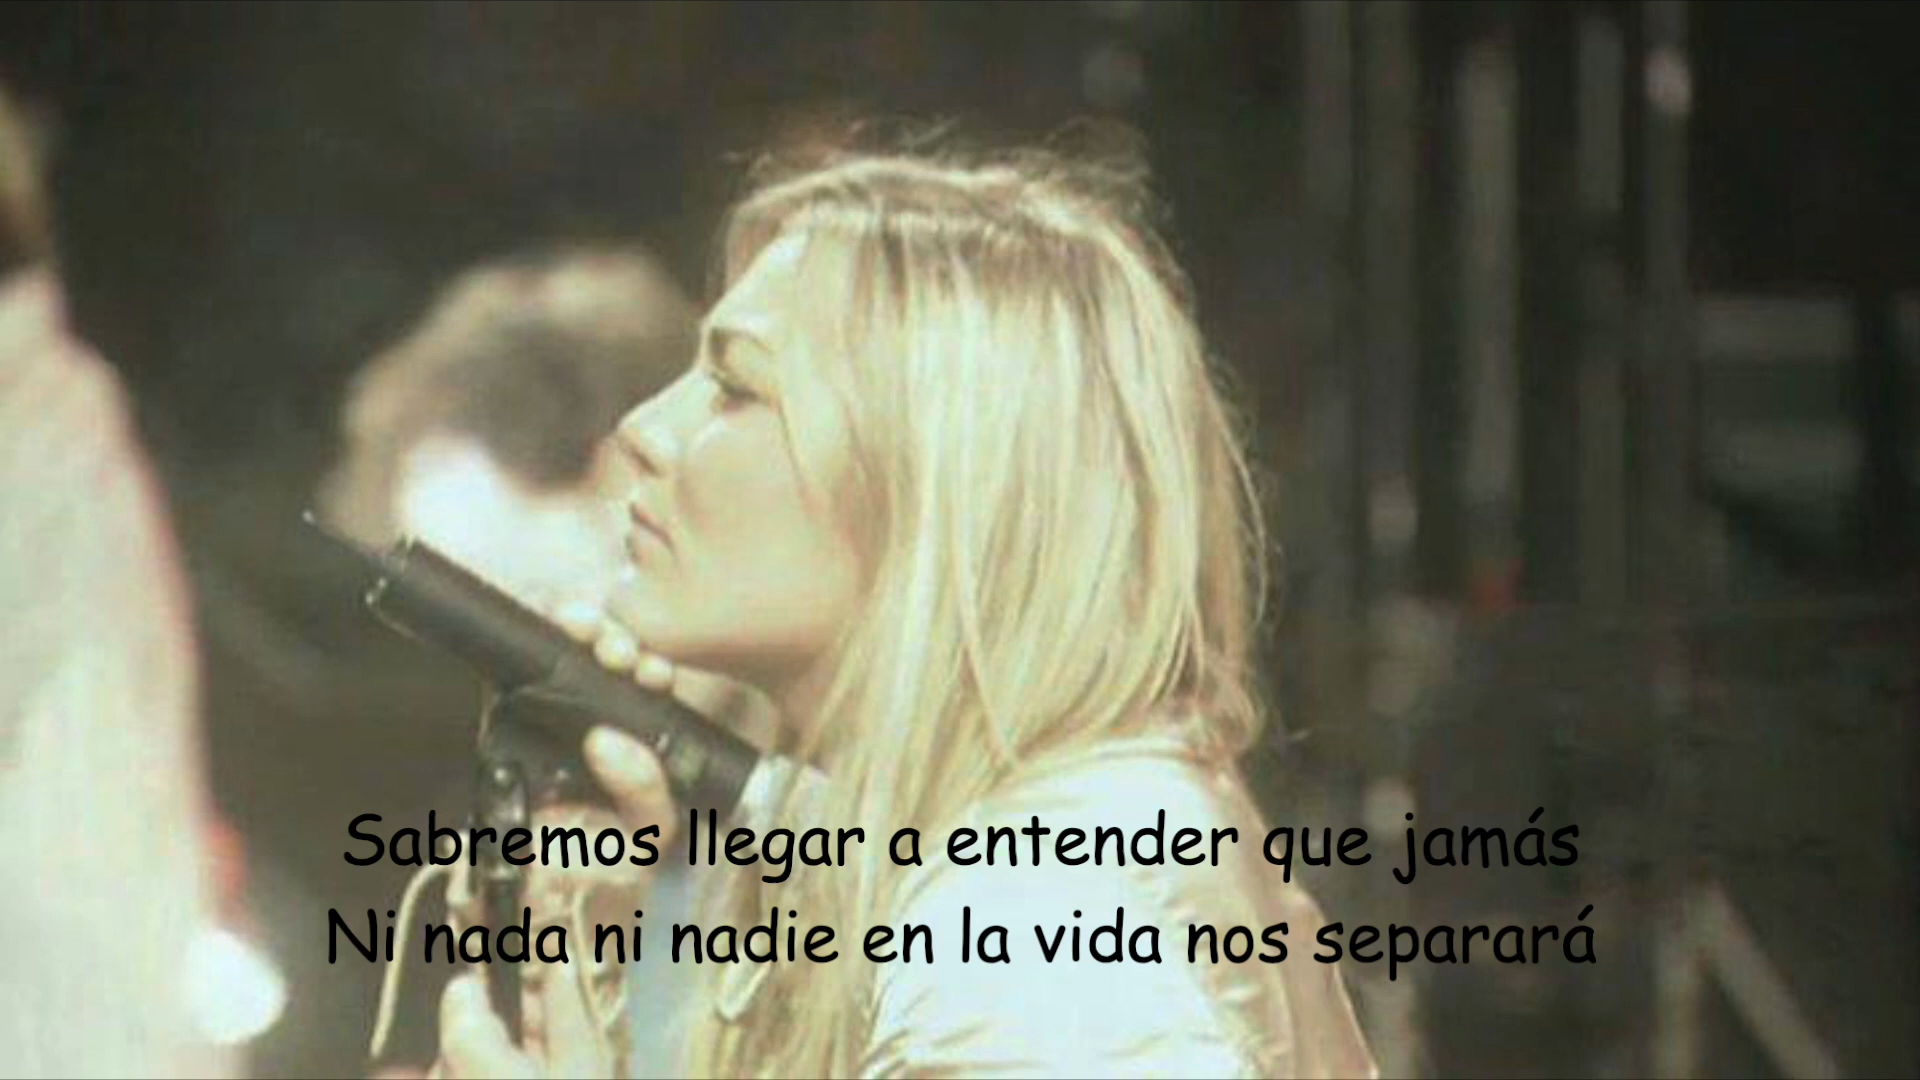 Sabremos llegar a entender que jamás
Ni nada ni nadie en la vida nos separará